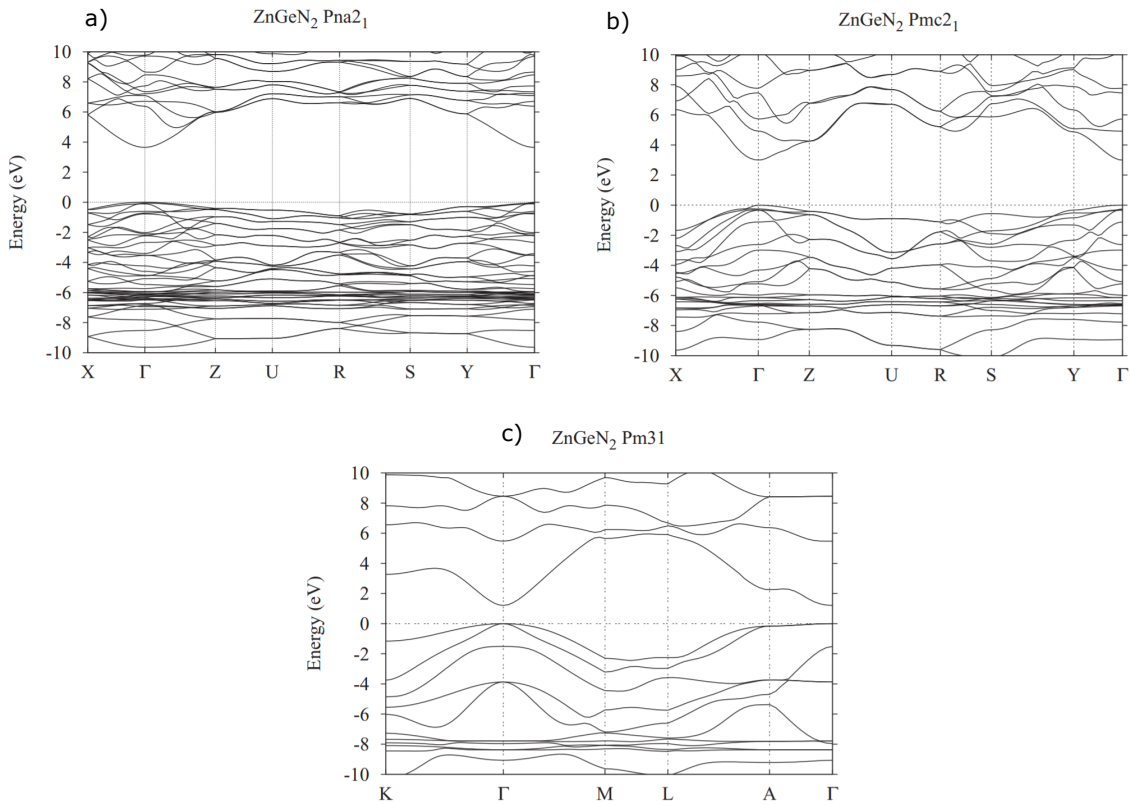 a)
ZnGeN2 Pna21
10
8
6
4
2
0
-2
-4
-6
-8
-10
Energy (eV)
X Γ Z U R S Y Γ
b)
ZnGeN2 Pmc21
10
8
6
4
2
0
-2
-4
-6
-8
-10
Energy (eV)
X Γ Z U R S Y Γ
c)
ZnGeN2 Pm31
10
8
6
4
2
0
-2
-4
-6
-8
-10
Energy (eV)
K Γ M L A Γ